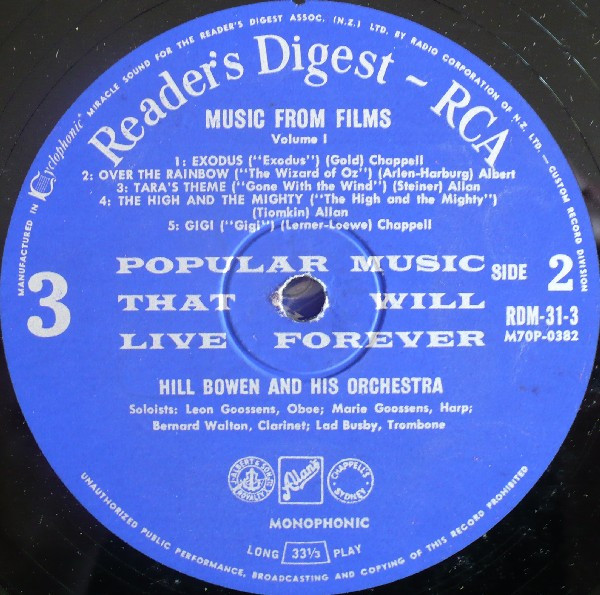 MANUFACTURED IN Cyclophonic MIRACLE SOUND FOR THE READER'S DIGEST ASSOC. (N.Z.) LTD. BY RADIO CORPORATION OF N.Z. LTD. — CUSTOM RECORD DIVISION
Reader's Digest - RCA
MUSIC FROM FILMS
Volume I
1: EXODUS ("Exodus") (Gold) Chappell
2: OVER THE RAINBOW ("The Wizard of Oz") (Arlen-Harburg) Albert
3: TARA'S THEME ("Gone With the Wind") (Steiner) Allan
4: THE HIGH AND THE MIGHTY ("The High and the Mighty")
(Tiomkin) Allan
5: GIGI ("Gigi") (Lerner-Loewe) Chappell
3
POPULAR MUSIC
THAT WILL
LIVE FOREVER
SIDE 2
RDM-31-3
M70P-0382
HILL BOWEN AND HIS ORCHESTRA
Soloists: Leon Goossens, Oboe; Marie Goossens, Harp;
Bernard Walton, Clarinet; Lad Busby, Trombone
ALBERT & SON
ROYALTY
Allan's
CHAPPELL'S
SYDNEY
MONOPHONIC
LONG 33⅓ PLAY
UNAUTHORIZED PUBLIC PERFORMANCE, BROADCASTING AND COPYING OF THIS RECORD PROHIBITED